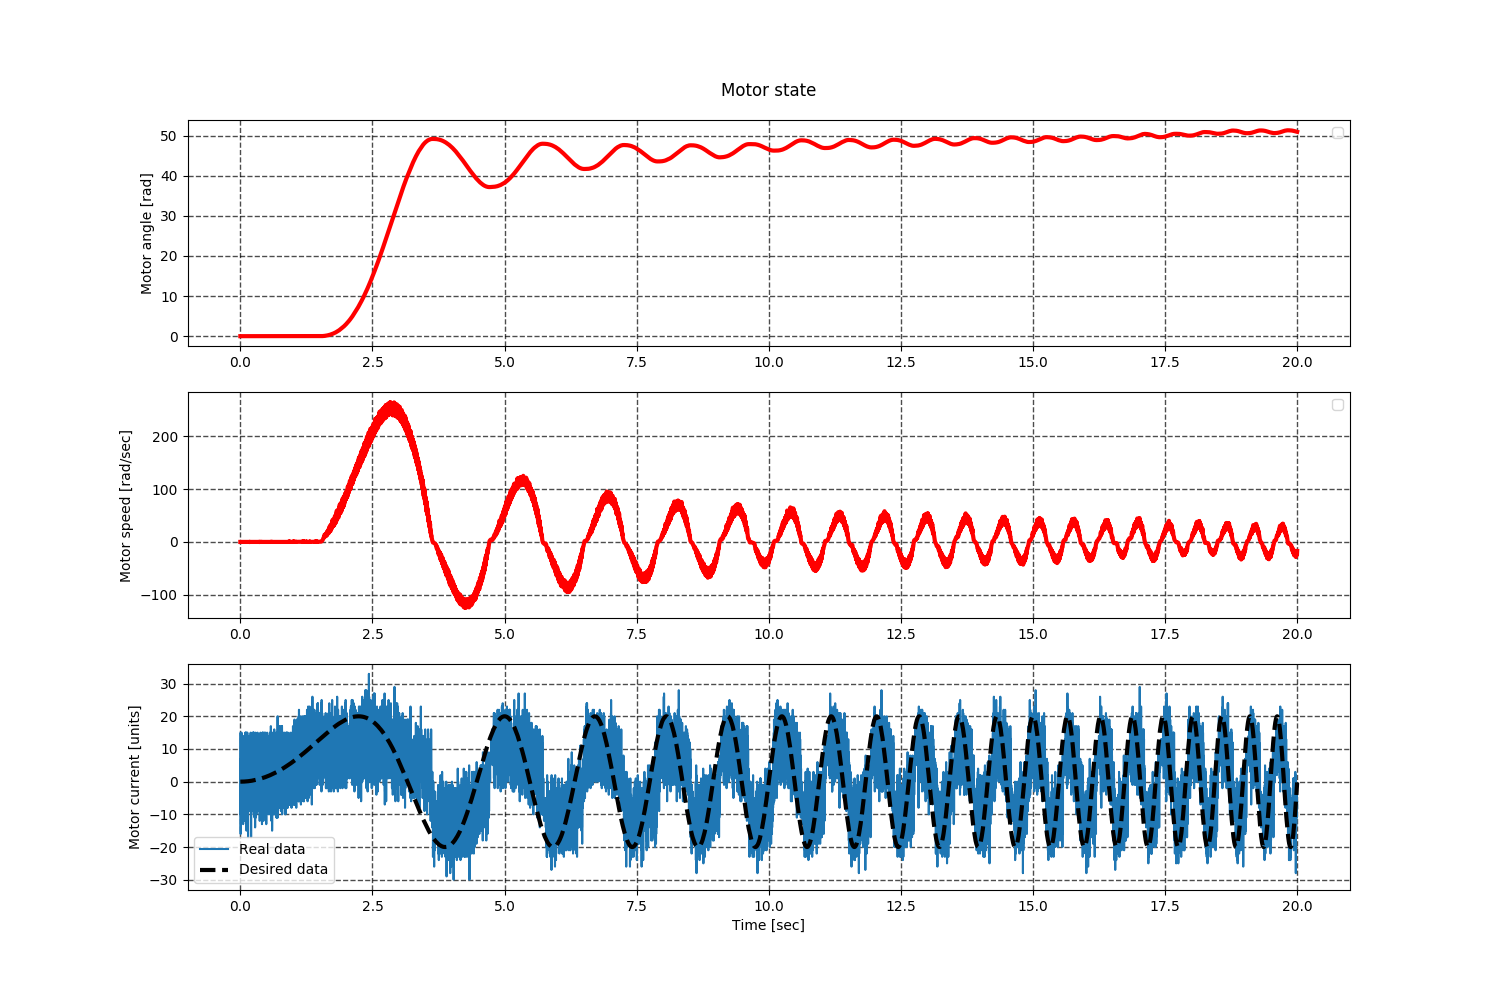 Motor state
Motor angle [rad]
50
40
30
20
10
0
0.0 2.5 5.0 7.5 10.0 12.5 15.0 17.5 20.0
Motor speed [rad/sec]
200
100
0
−100
0.0 2.5 5.0 7.5 10.0 12.5 15.0 17.5 20.0
Motor current [units]
30
20
10
0
−10
−20
−30
Real data
Desired data
0.0 2.5 5.0 7.5 10.0 12.5 15.0 17.5 20.0
Time [sec]